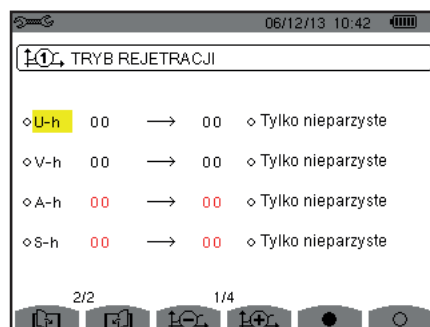 06/12/13 10:42
1 TRYB REJETRACJI
U-h 00 → 00 Tylko nieparzyste
V-h 00 → 00 Tylko nieparzyste
A-h 00 → 00 Tylko nieparzyste
S-h 00 → 00 Tylko nieparzyste
2/2 1/4